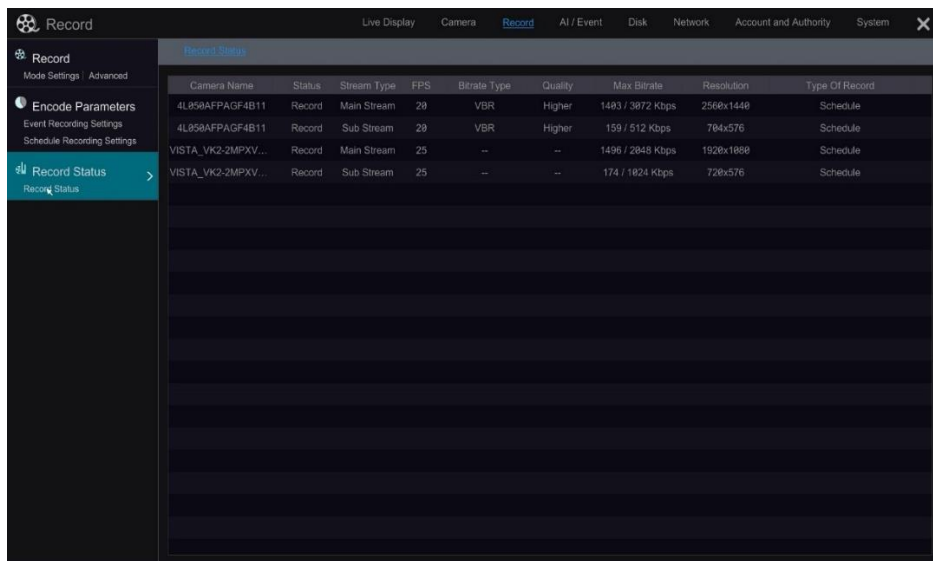 Record
Live Display Camera Record AI / Event Disk Network Account and Authority System
Record
Mode Settings | Advanced
Encode Parameters
Event Recording Settings
Schedule Recording Settings
Record Status
Record Status
Record Status
Camera Name Status Stream Type FPS Bitrate Type Quality Max Bitrate Resolution Type Of Record
4L050AFPAGF4B11 Record Main Stream 20 VBR Higher 1403 / 3072 Kbps 2560x1440 Schedule
4L050AFPAGF4B11 Record Sub Stream 20 VBR Higher 159 / 512 Kbps 704x576 Schedule
VISTA_VK2-2MPXV... Record Main Stream 25 -- -- 1496 / 2048 Kbps 1920x1080 Schedule
VISTA_VK2-2MPXV... Record Sub Stream 25 -- -- 174 / 1024 Kbps 720x576 Schedule